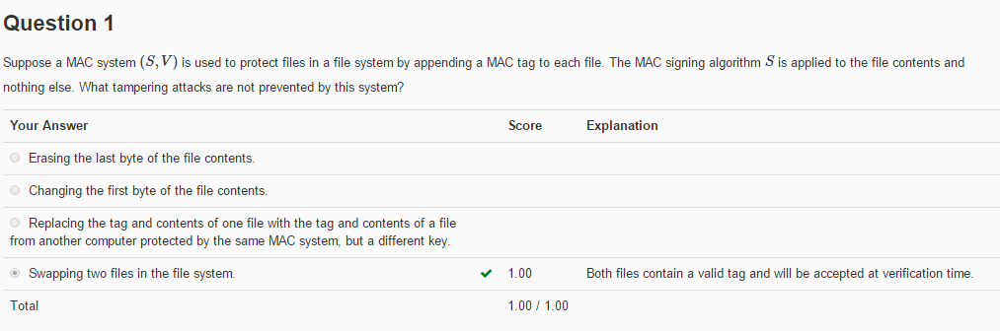 Question 1
Suppose a MAC system (S, V) is used to protect files in a file system by appending a MAC tag to each file. The MAC signing algorithm S is applied to the file contents and
nothing else. What tampering attacks are not prevented by this system?
Your Answer Score Explanation
Erasing the last byte of the file contents.
Changing the first byte of the file contents.
Replacing the tag and contents of one file with the tag and contents of a file
from another computer protected by the same MAC system, but a different key.
Swapping two files in the file system. ✔ 1.00 Both files contain a valid tag and will be accepted at verification time.
Total 1.00 / 1.00